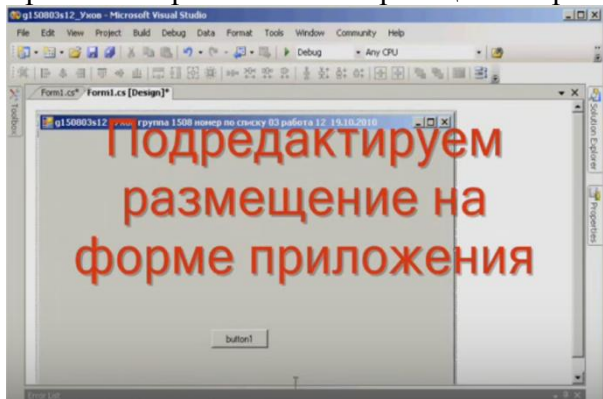 g150803s12_Ухов - Microsoft Visual Studio
File Edit View Project Build Debug Data Format Tools Window Community Help
Debug Any CPU
Form1.cs* Form1.cs [Design]*
Toolbox
Solution Explorer
Properties
g150803s12 группа 1508 номер по списку 03 работа 12 19.10.2010
Подредактируем
размещение на
форме приложения
button1
Error List